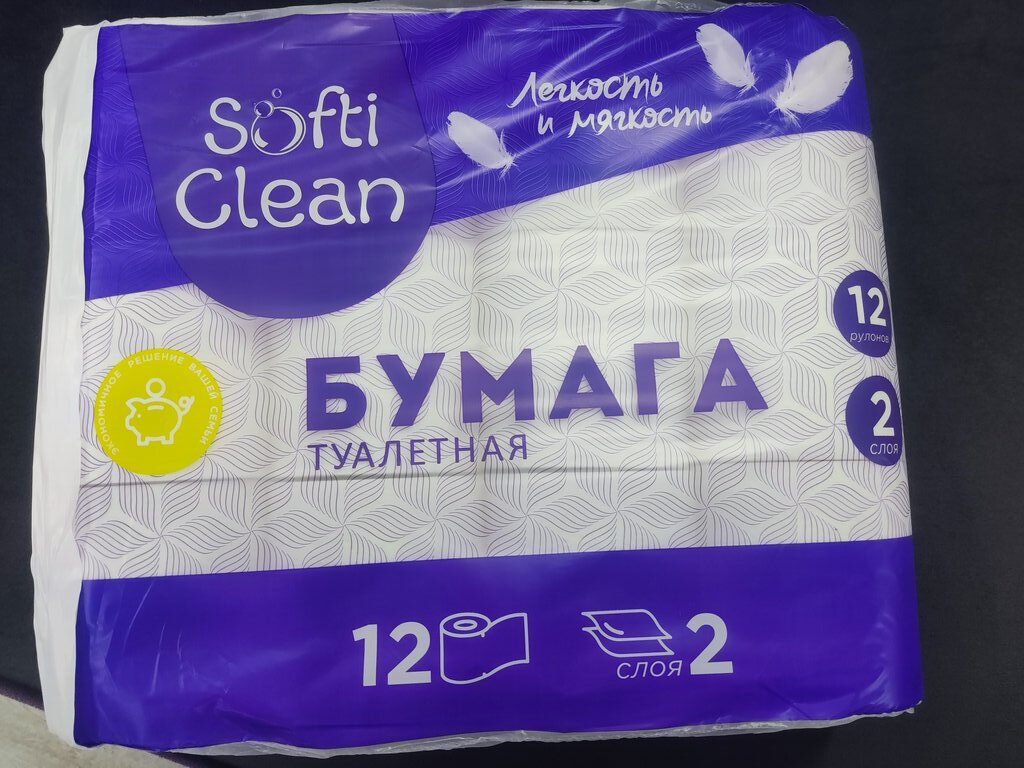 Softi
Clean
Легкость
и мягкость
12
рулонов
ЭКОНОМИЧНОЕ РЕШЕНИЕ ВАШЕЙ СЕМЬИ
БУМАГА
ТУАЛЕТНАЯ
2
СЛОЯ
12
СЛОЯ 2